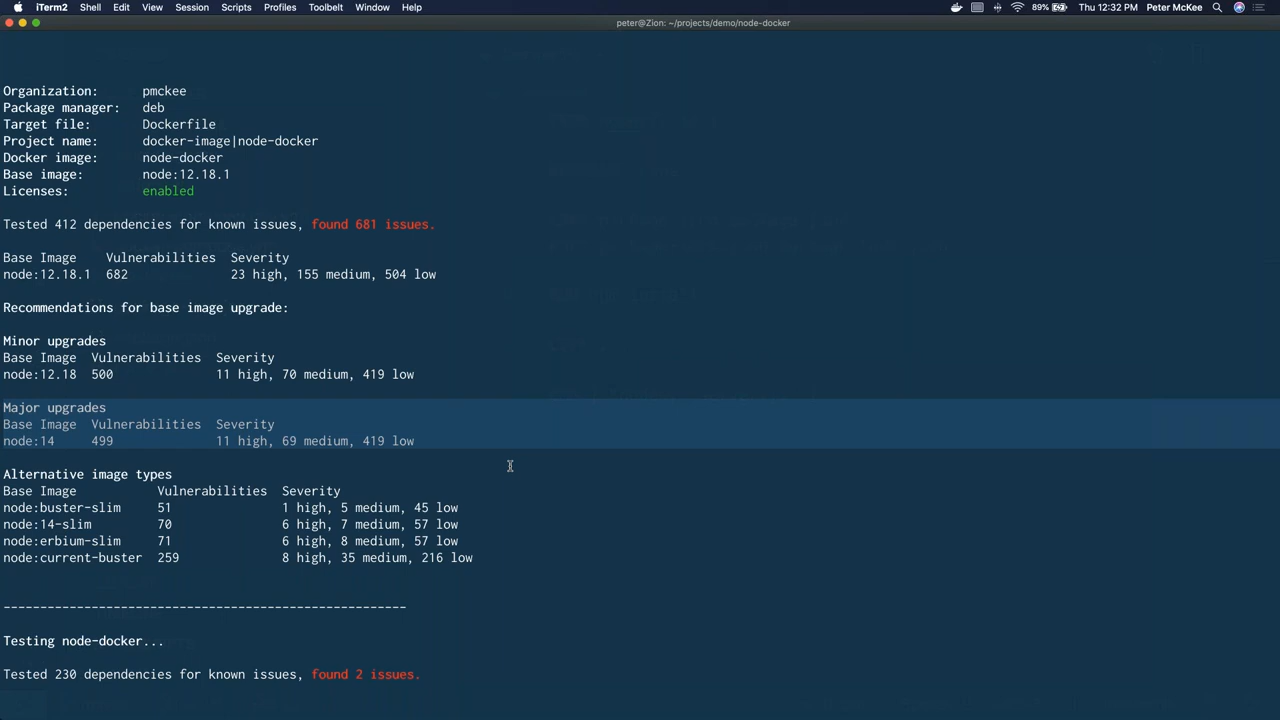 iTerm2 Shell Edit View Session Scripts Profiles Toolbelt Window Help 89% Thu 12:32 PM Peter McKee
peter@Zion: ~/projects/demo/node-docker
Organization: pmckee
Package manager: deb
Target file: Dockerfile
Project name: docker-image|node-docker
Docker image: node-docker
Base image: node:12.18.1
Licenses: enabled
Tested 412 dependencies for known issues, found 681 issues.
Base Image Vulnerabilities Severity
node:12.18.1 682 23 high, 155 medium, 504 low
Recommendations for base image upgrade:
Minor upgrades
Base Image Vulnerabilities Severity
node:12.18 500 11 high, 70 medium, 419 low
Major upgrades
Base Image Vulnerabilities Severity
node:14 499 11 high, 69 medium, 419 low
Alternative image types
Base Image Vulnerabilities Severity
node:buster-slim 51 1 high, 5 medium, 45 low
node:14-slim 70 6 high, 7 medium, 57 low
node:erbium-slim 71 6 high, 8 medium, 57 low
node:current-buster 259 8 high, 35 medium, 216 low
-------------------------------------------------------
Testing node-docker...
Tested 230 dependencies for known issues, found 2 issues.